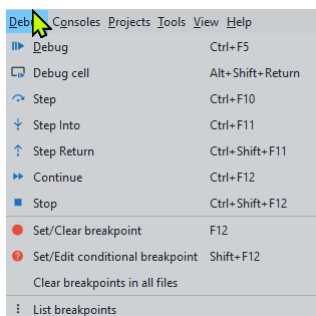 Debug Consoles Projects Tools View Help
Debug Ctrl+F5
Debug cell Alt+Shift+Return
Step Ctrl+F10
Step Into Ctrl+F11
Step Return Ctrl+Shift+F11
Continue Ctrl+F12
Stop Ctrl+Shift+F12
Set/Clear breakpoint F12
Set/Edit conditional breakpoint Shift+F12
Clear breakpoints in all files
List breakpoints